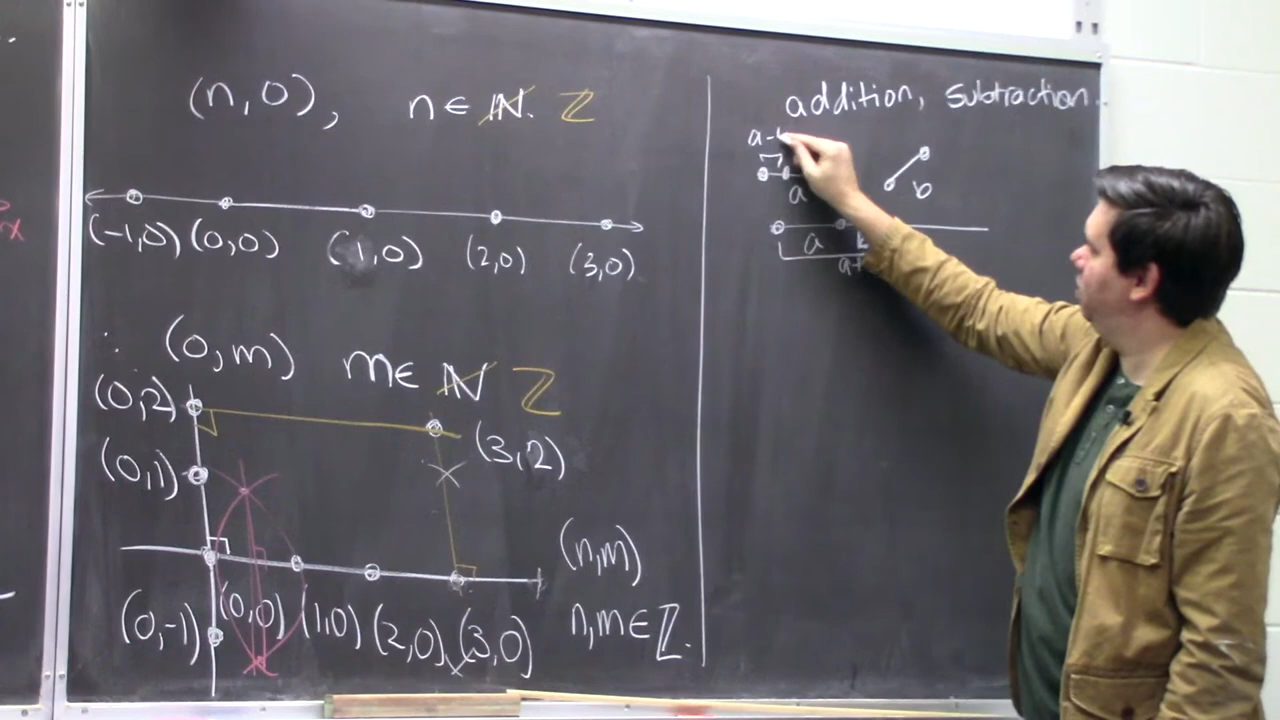 (n,0), n∈ N. Z
(-1,0) (0,0) (1,0) (2,0) (3,0)
∴ (0,m) m∈ N Z
(0,2)
(3,2)
(0,1)
(n,m)
(0,-1) (0,0) (1,0) (2,0) (3,0)
n,m∈Z.
addition, subtraction.
a-
a
b
a
a+